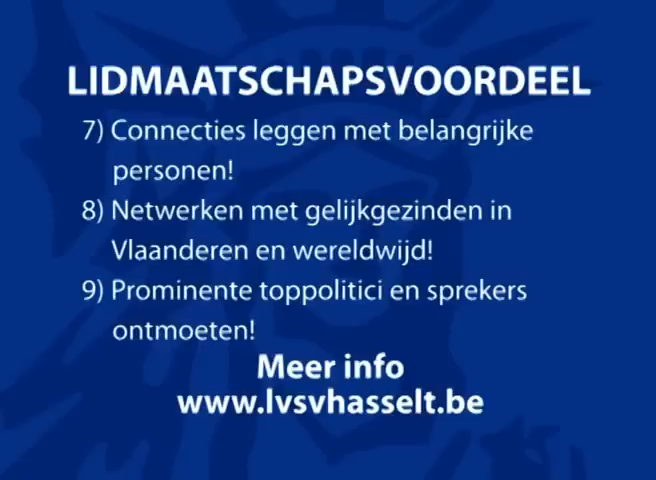 LIDMAATSCHAPSVOORDEEL
7) Connecties leggen met belangrijke
personen!
8) Netwerken met gelijkgezinden in
Vlaanderen en wereldwijd!
9) Prominente toppolitici en sprekers
ontmoeten!
Meer info
www.lvsvhasselt.be